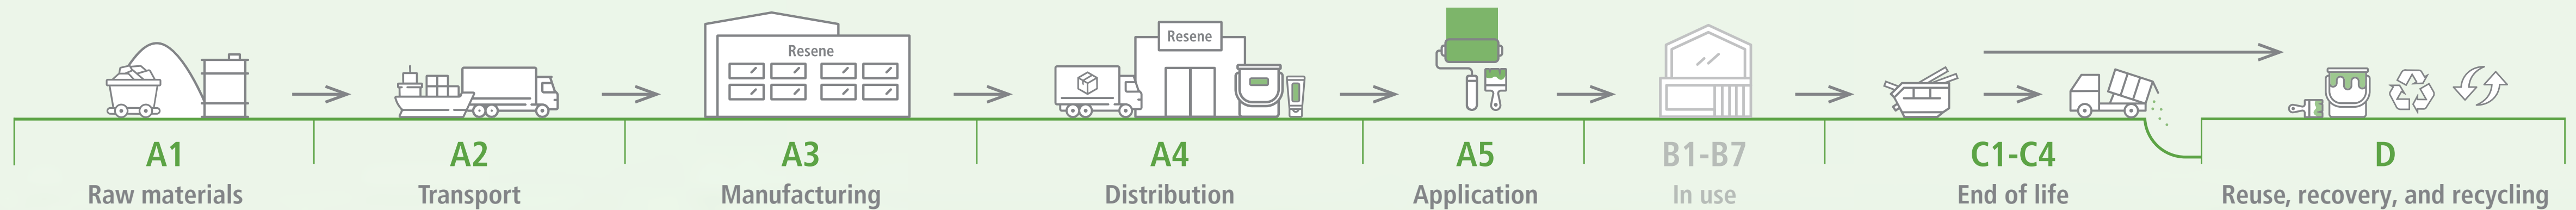 Resene
Resene
A1
Raw materials
A2
Transport
A3
Manufacturing
A4
Distribution
A5
Application
B1-B7
In use
C1-C4
End of life
D
Reuse, recovery, and recycling